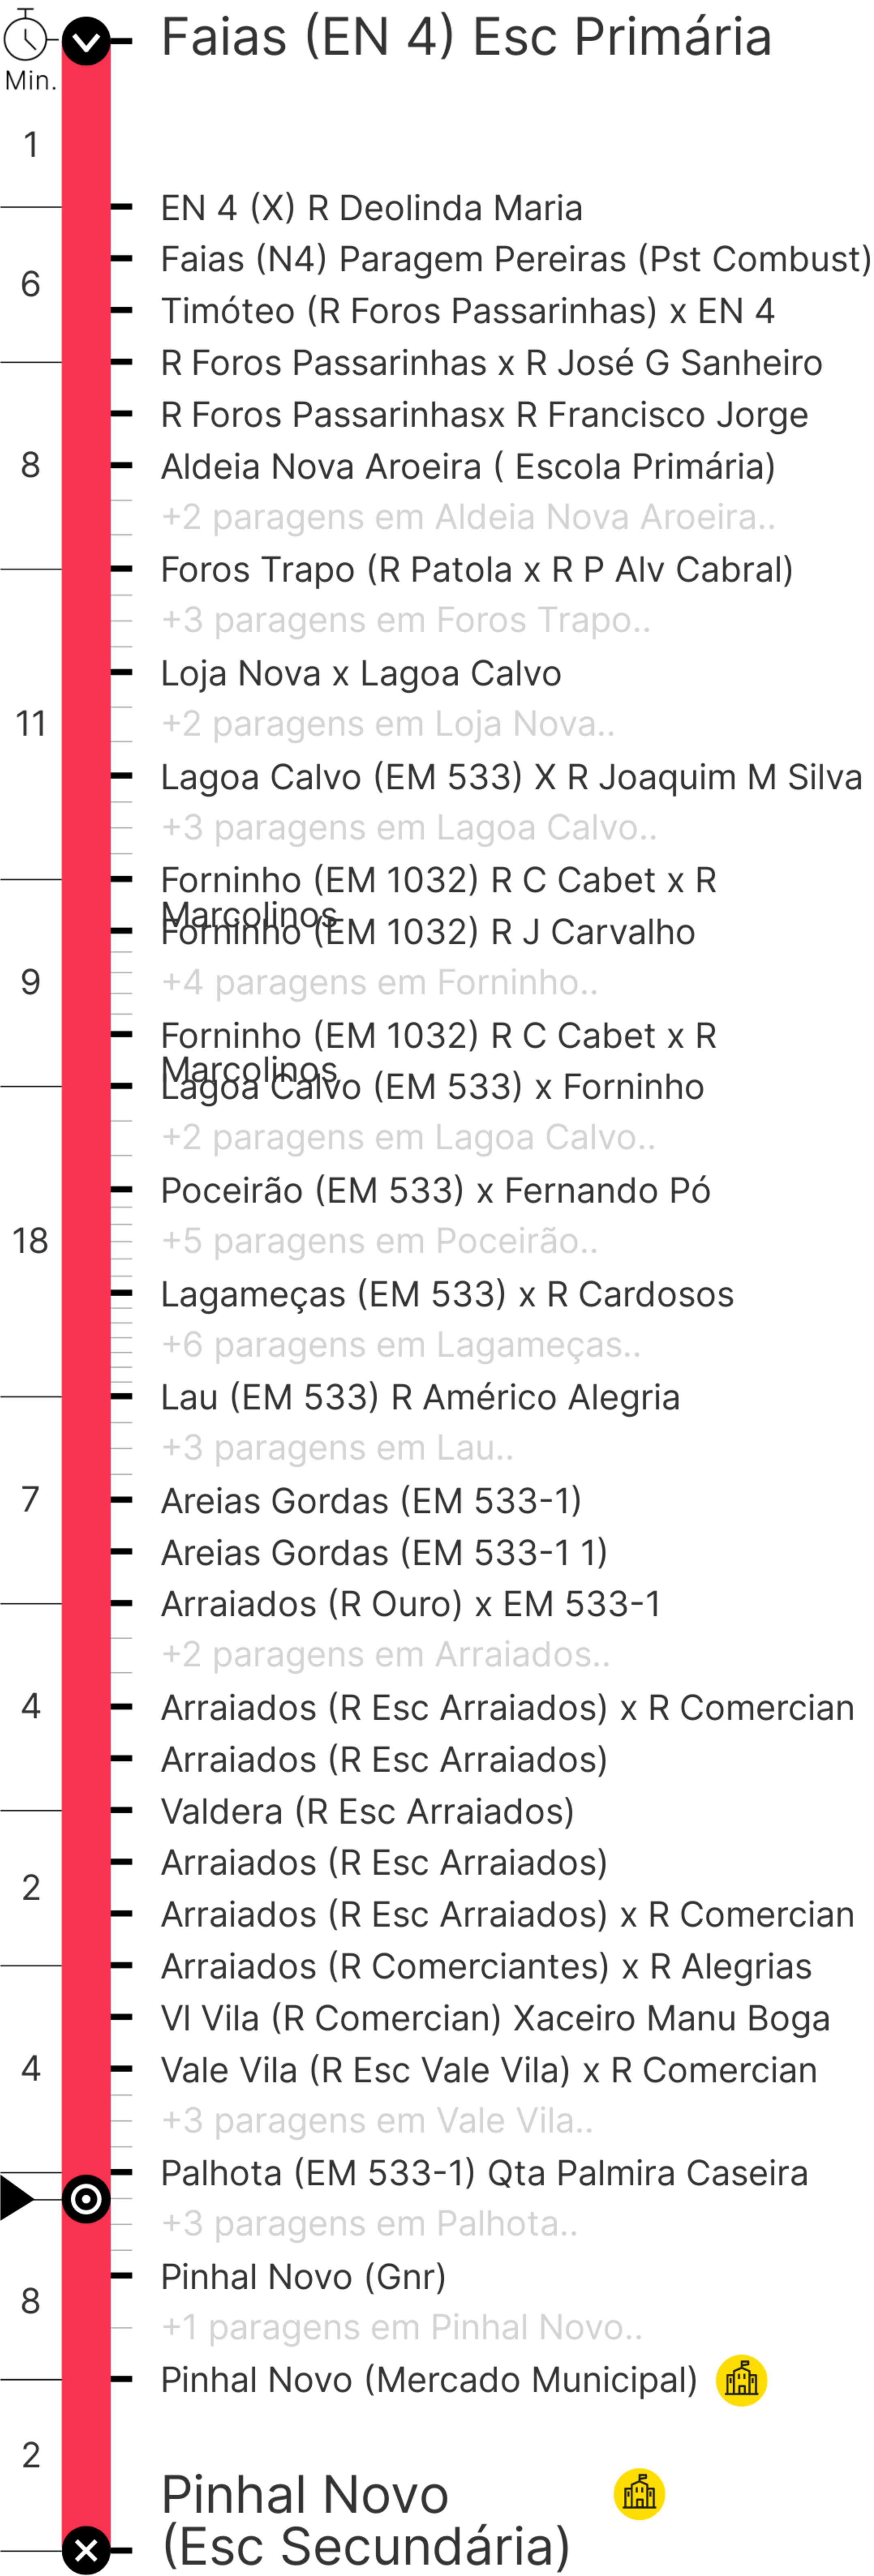 Faias (EN 4) Esc Primária
Min.
1
EN 4 (X) R Deolinda Maria
Faias (N4) Paragem Pereiras (Pst Combust)
6
Timóteo (R Foros Passarinhas) x EN 4
R Foros Passarinhas x R José G Sanheiro
R Foros Passarinhasx R Francisco Jorge
8
Aldeia Nova Aroeira ( Escola Primária)
+2 paragens em Aldeia Nova Aroeira..
Foros Trapo (R Patola x R P Alv Cabral)
+3 paragens em Foros Trapo..
Loja Nova x Lagoa Calvo
11
+2 paragens em Loja Nova..
Lagoa Calvo (EM 533) X R Joaquim M Silva
+3 paragens em Lagoa Calvo..
Forninho (EM 1032) R C Cabet x R
Marcolinos
Forninho (EM 1032) R J Carvalho
9
+4 paragens em Forninho..
Forninho (EM 1032) R C Cabet x R
Marcolinos
Lagoa Calvo (EM 533) x Forninho
+2 paragens em Lagoa Calvo..
Poceirão (EM 533) x Fernando Pó
18
+5 paragens em Poceirão..
Lagameças (EM 533) x R Cardosos
+6 paragens em Lagameças..
Lau (EM 533) R Américo Alegria
+3 paragens em Lau..
7
Areias Gordas (EM 533-1)
Areias Gordas (EM 533-1 1)
Arraiados (R Ouro) x EM 533-1
+2 paragens em Arraiados..
4
Arraiados (R Esc Arraiados) x R Comercian
Arraiados (R Esc Arraiados)
Valdera (R Esc Arraiados)
Arraiados (R Esc Arraiados)
2
Arraiados (R Esc Arraiados) x R Comercian
Arraiados (R Comerciantes) x R Alegrias
Vl Vila (R Comercian) Xaceiro Manu Boga
4
Vale Vila (R Esc Vale Vila) x R Comercian
+3 paragens em Vale Vila..
Palhota (EM 533-1) Qta Palmira Caseira
+3 paragens em Palhota..
Pinhal Novo (Gnr)
8
+1 paragens em Pinhal Novo..
Pinhal Novo (Mercado Municipal)
2
Pinhal Novo
(Esc Secundária)